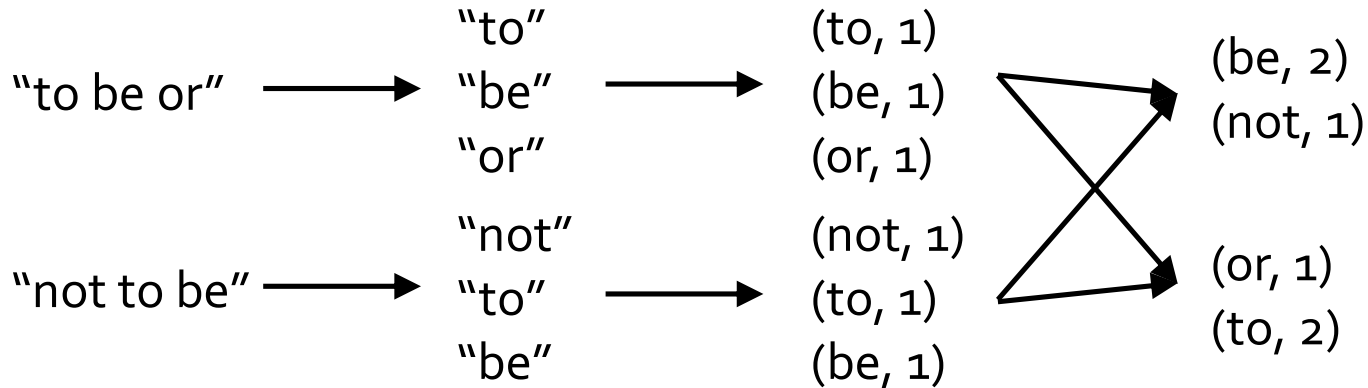 “to be or”
“not to be”
“to”
“be”
“or”
“not”
“to”
“be”
(to, 1)
(be, 1)
(or, 1)
(not, 1)
(to, 1)
(be, 1)
(be, 2)
(not, 1)
(or, 1)
(to, 2)